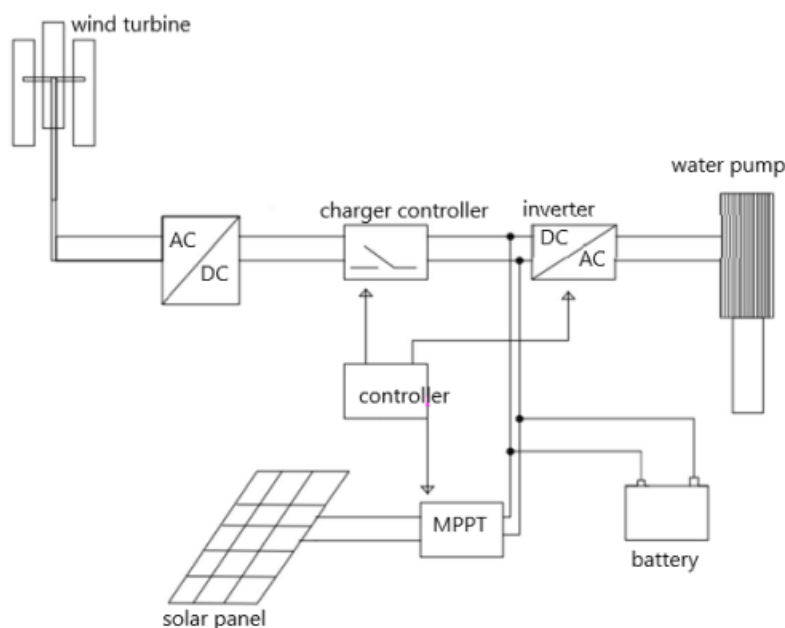 wind turbine
water pump
charger controller
inverter
AC
DC
DC
AC
controller
MPPT
battery
solar panel